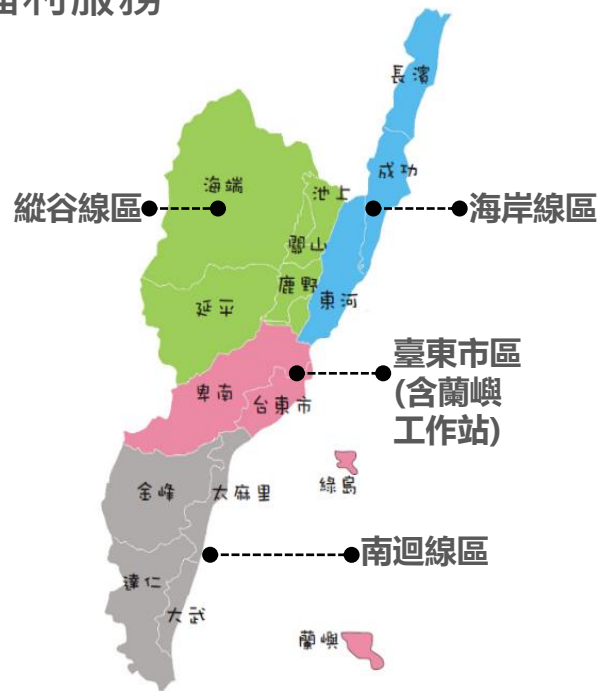 福利服務
長濱
成功
海端
池上
縱谷線區
海岸線區
關山
鹿野
東河
延平
臺東市區
(含蘭嶼
工作站)
卑南
台東市
金峰
太麻里
綠島
南迴線區
達仁
大武
蘭嶼